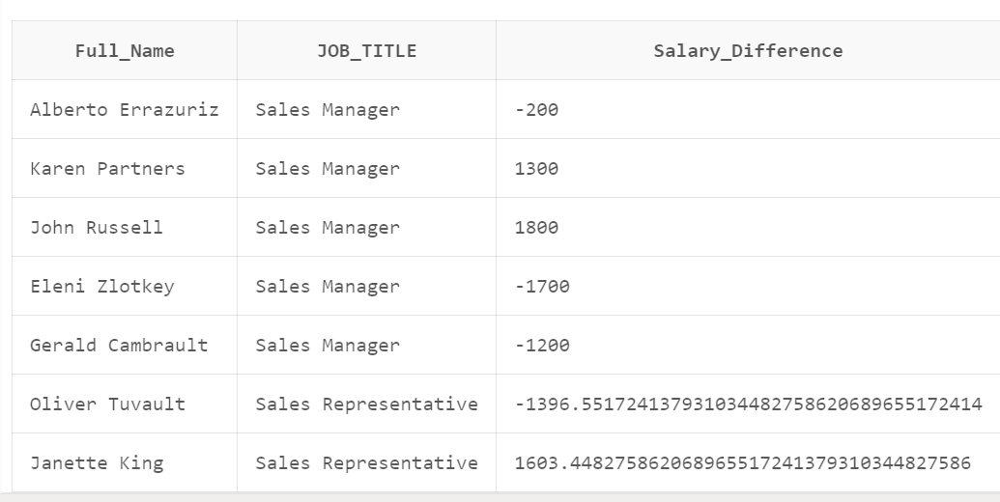 Full_Name JOB_TITLE Salary_Difference
Alberto Errazuriz Sales Manager -200
Karen Partners Sales Manager 1300
John Russell Sales Manager 1800
Eleni Zlotkey Sales Manager -1700
Gerald Cambrault Sales Manager -1200
Oliver Tuvault Sales Representative -1396.551724137931034482758620689655172414
Janette King Sales Representative 1603.448275862068965517241379310344827586